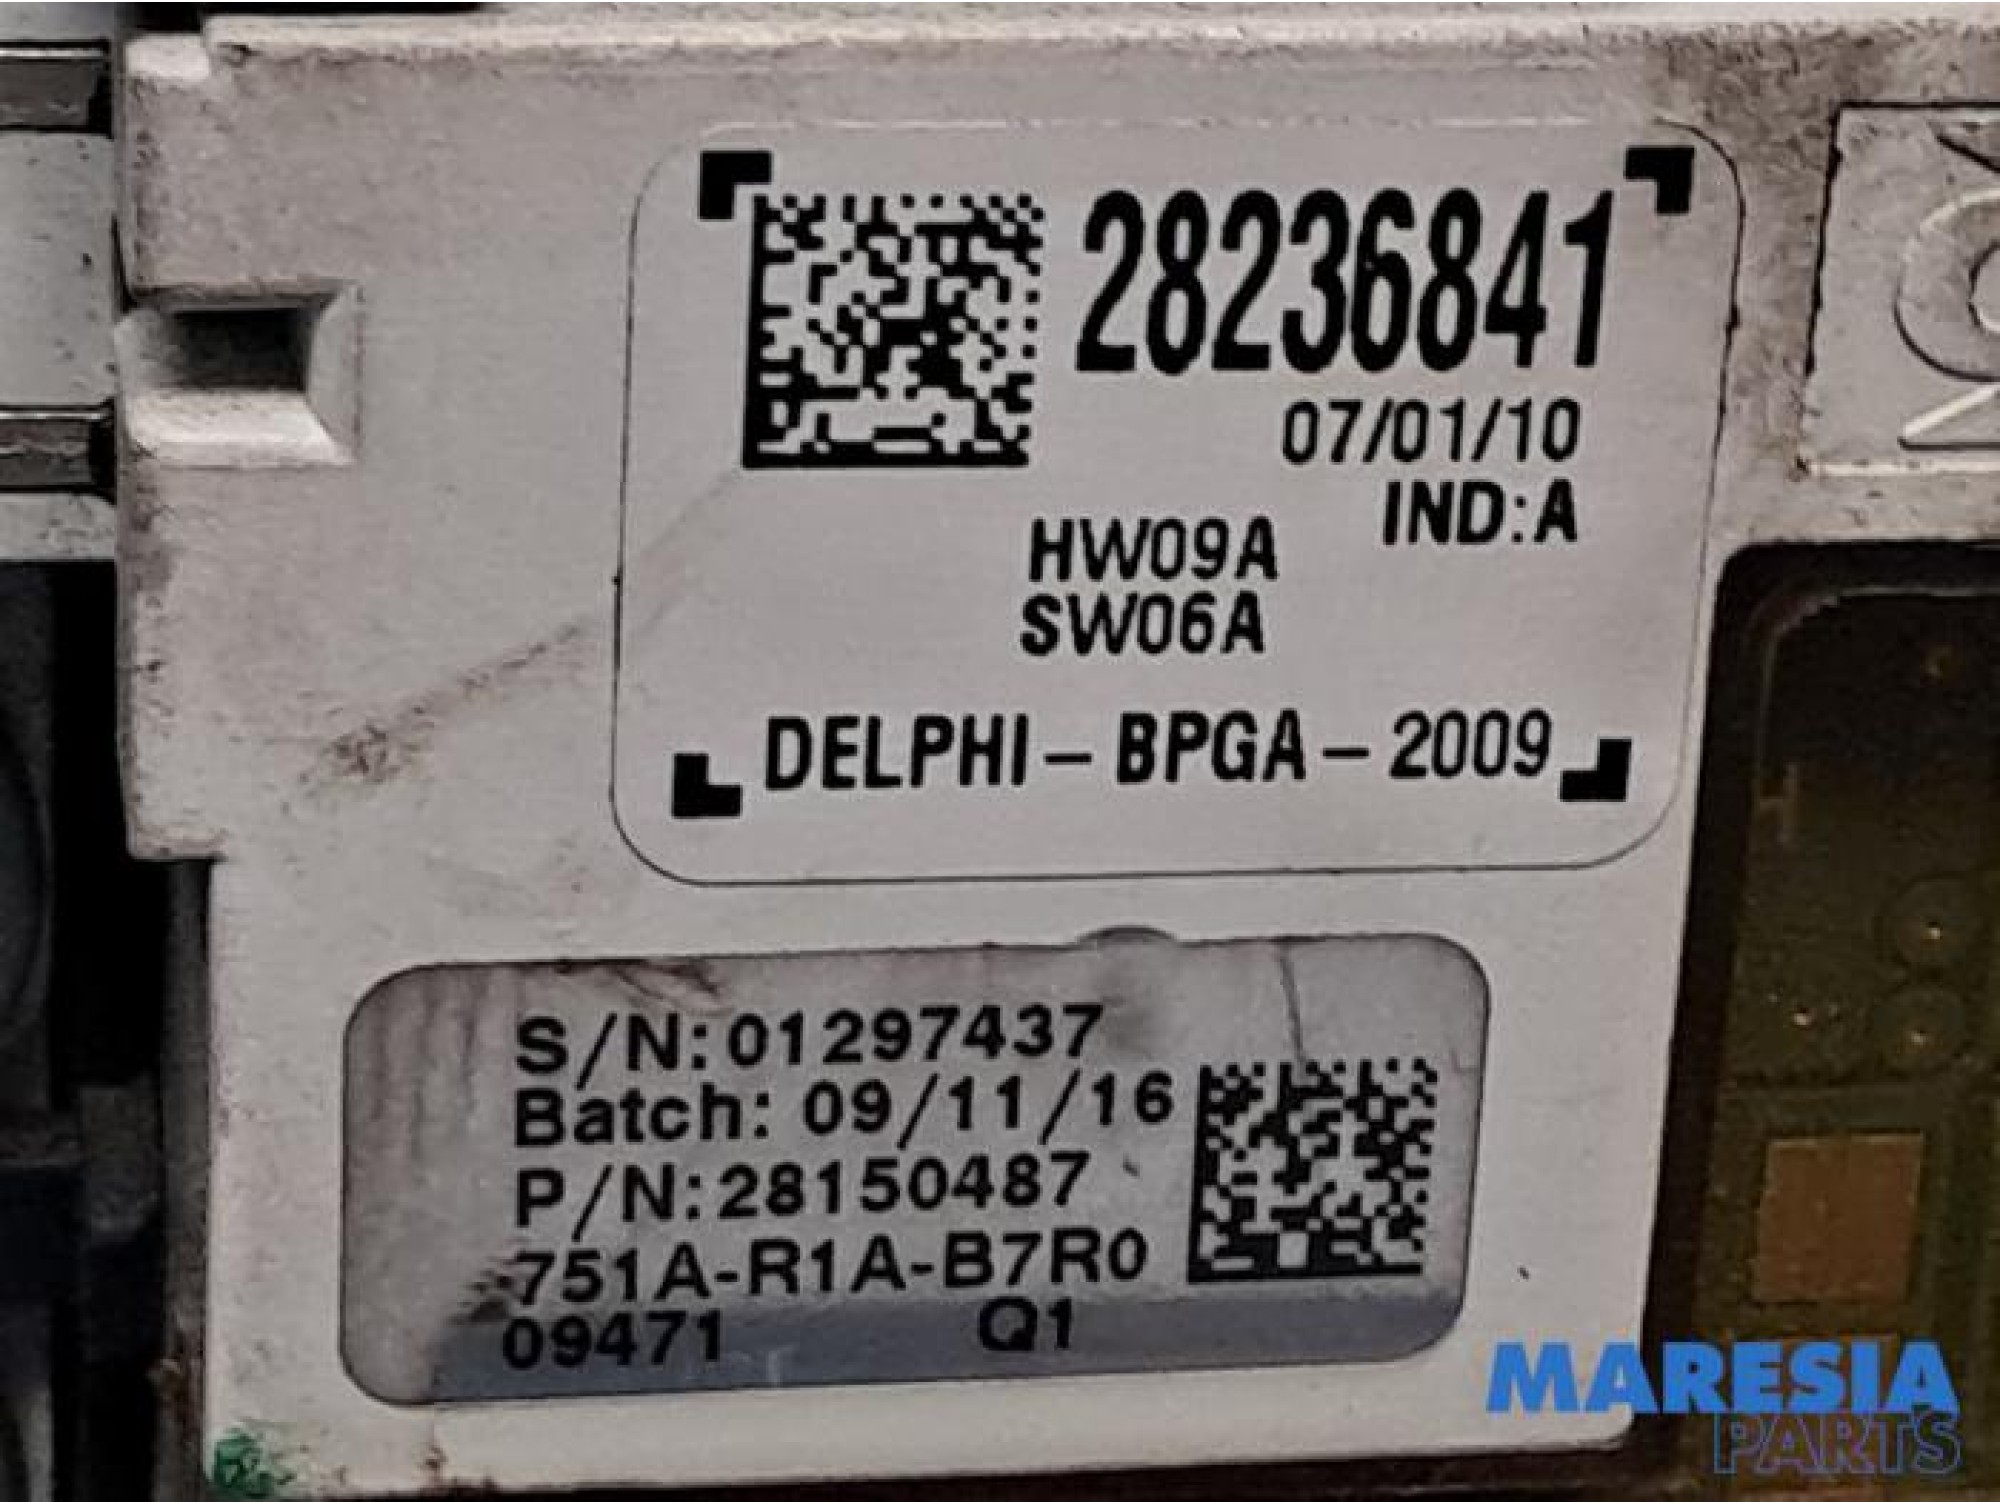 28236841
07/01/10
IND:A
HW09A
SW06A
DELPHI-BPGA-2009
S/N:01297437
Batch: 09/11/16
P/N:28150487
751A-R1A-B7R0
09471 Q1
MARESIA
PARTS